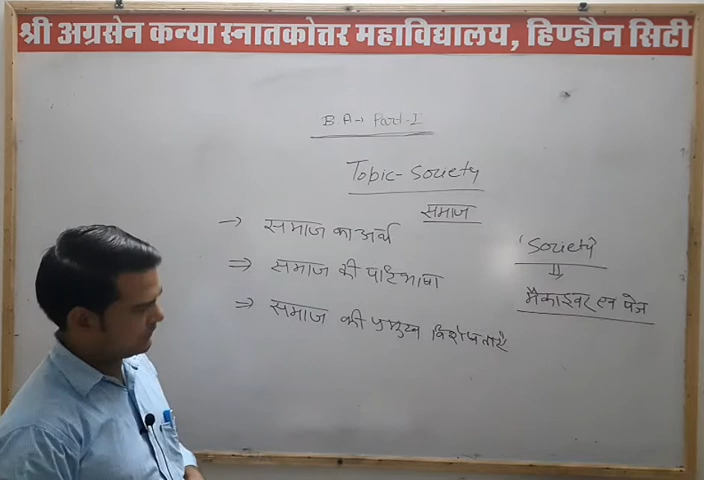 श्री अग्रसेन कन्या स्नातकोत्तर महाविद्यालय, हिण्डौन सिटी
B A→ Part-I
Topic-Society
समाज
→ समाज का अर्थ
⇒ समाज की परिभाषा
⇒ समाज की प्रमुख विशेषताऐं
'Society'
⇓
मैकाइवर एव पेज